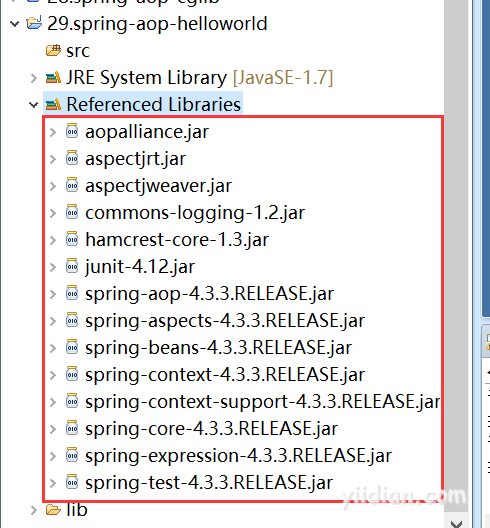 28.spring-aop-cglib
29.spring-aop-helloworld
src
JRE System Library [JavaSE-1.7]
Referenced Libraries
aopalliance.jar
aspectjrt.jar
aspectjweaver.jar
commons-logging-1.2.jar
hamcrest-core-1.3.jar
junit-4.12.jar
spring-aop-4.3.3.RELEASE.jar
spring-aspects-4.3.3.RELEASE.jar
spring-beans-4.3.3.RELEASE.jar
spring-context-4.3.3.RELEASE.jar
spring-context-support-4.3.3.RELEASE.jar
spring-core-4.3.3.RELEASE.jar
spring-expression-4.3.3.RELEASE.jar
spring-test-4.3.3.RELEASE.jar
yiidian.com
lib